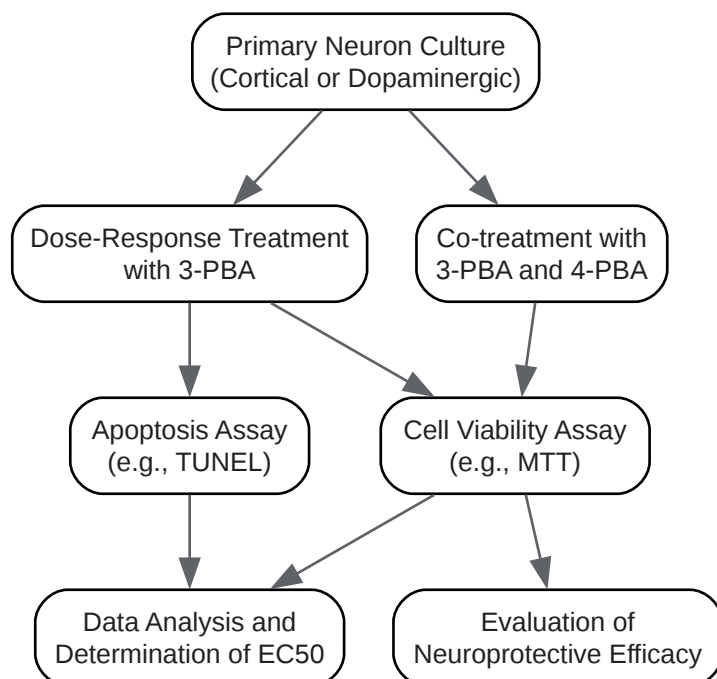 Primary Neuron Culture
(Cortical or Dopaminergic)
Dose-Response Treatment
with 3-PBA
Co-treatment with
3-PBA and 4-PBA
Apoptosis Assay
(e.g., TUNEL)
Cell Viability Assay
(e.g., MTT)
Data Analysis and
Determination of EC50
Evaluation of
Neuroprotective Efficacy